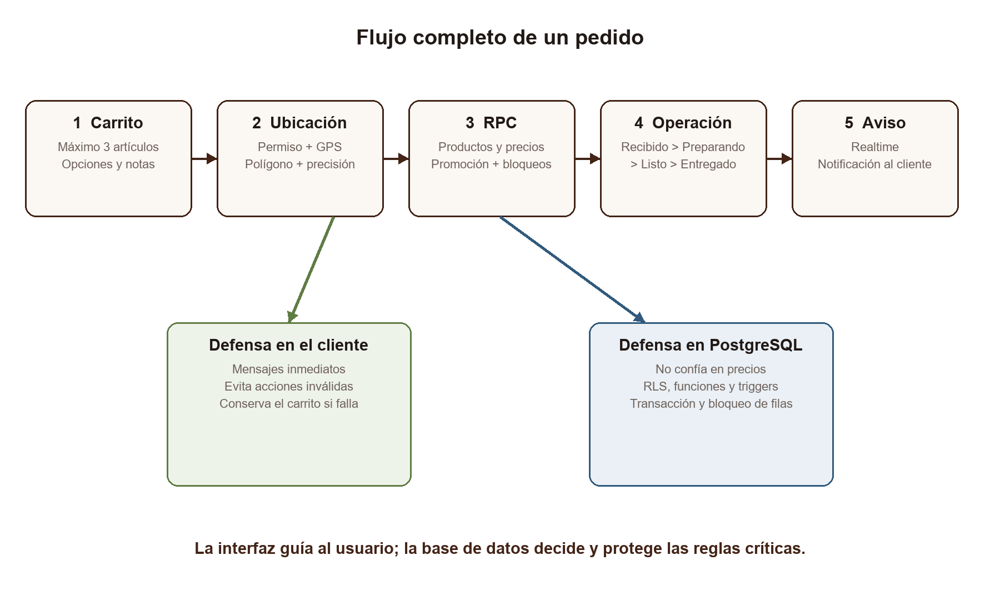 Flujo completo de un pedido
1 Carrito
Máximo 3 artículos
Opciones y notas
2 Ubicación
Permiso + GPS
Polígono + precisión
3 RPC
Productos y precios
Promoción + bloqueos
4 Operación
Recibido > Preparando
> Listo > Entregado
5 Aviso
Realtime
Notificación al cliente
Defensa en el cliente
Mensajes inmediatos
Evita acciones inválidas
Conserva el carrito si falla
Defensa en PostgreSQL
No confía en precios
RLS, funciones y triggers
Transacción y bloqueo de filas
La interfaz guía al usuario; la base de datos decide y protege las reglas críticas.